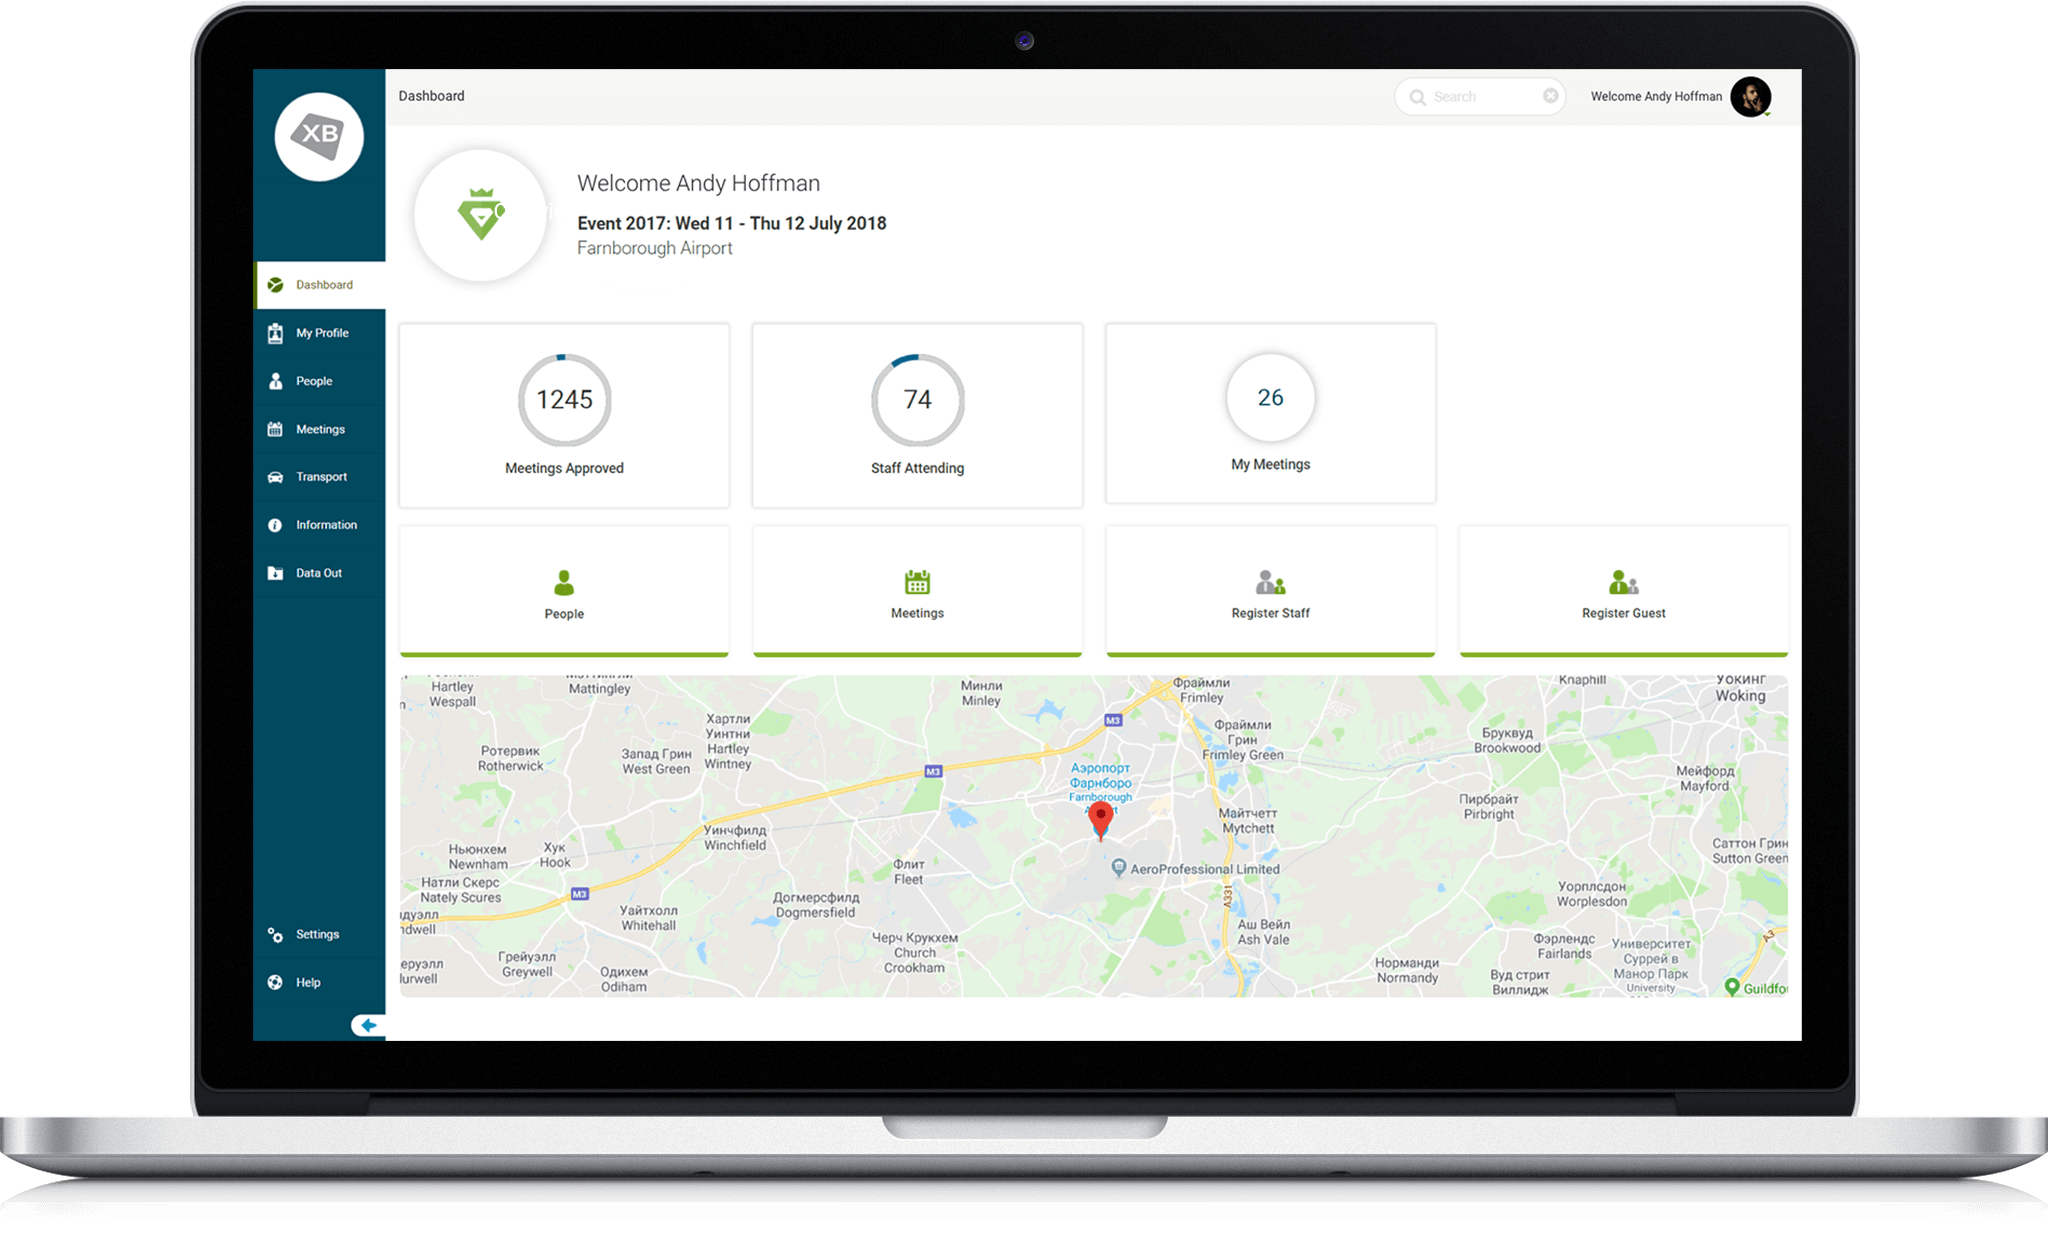 XB
Dashboard
Search
Welcome Andy Hoffman
Welcome Andy Hoffman
Event 2017: Wed 11 - Thu 12 July 2018
Farnborough Airport
Dashboard
My Profile
People
Meetings
Transport
Information
Data Out
Settings
Help
1245
Meetings Approved
74
Staff Attending
26
My Meetings
People
Meetings
Register Staff
Register Guest
Hartley
Wespall
Mattingley
Минли
Minley
Фраймли
Frimley
Knaphill
Уокинг
Woking
M3
Хартли
Уинтни
Hartley
Wintney
Фраймли
Грин
Frimley Green
Бруквуд
Brookwood
Ротервик
Rotherwick
Запад Грин
West Green
M3
Аэропорт
Фарнборо
Farnborough
Мейфорд
Mayford
Пирбрайт
Pirbright
Майтчетт
Mytchett
Уинчфилд
Winchfield
Ньюнхем
Newnham
Хук
Hook
Флит
Fleet
AeroProfessional Limited
Саттон Грин
Sutton Green
Натли Скерс
Nately Scures
M3
A331
Уорплсдон
Worplesdon
Догмерсфилд
Dogmersfield
Уайтхолл
Whitehall
Аш Вейл
Ash Vale
Черч Крукхем
Church
Crookham
Фэрлендс
Fairlands
Университет
Суррей в
Манор Парк
University
A3
Грейуэлл
Greywell
Одихем
Odiham
Норманди
Normandy
Вуд стрит
Виллидж
Guildfo